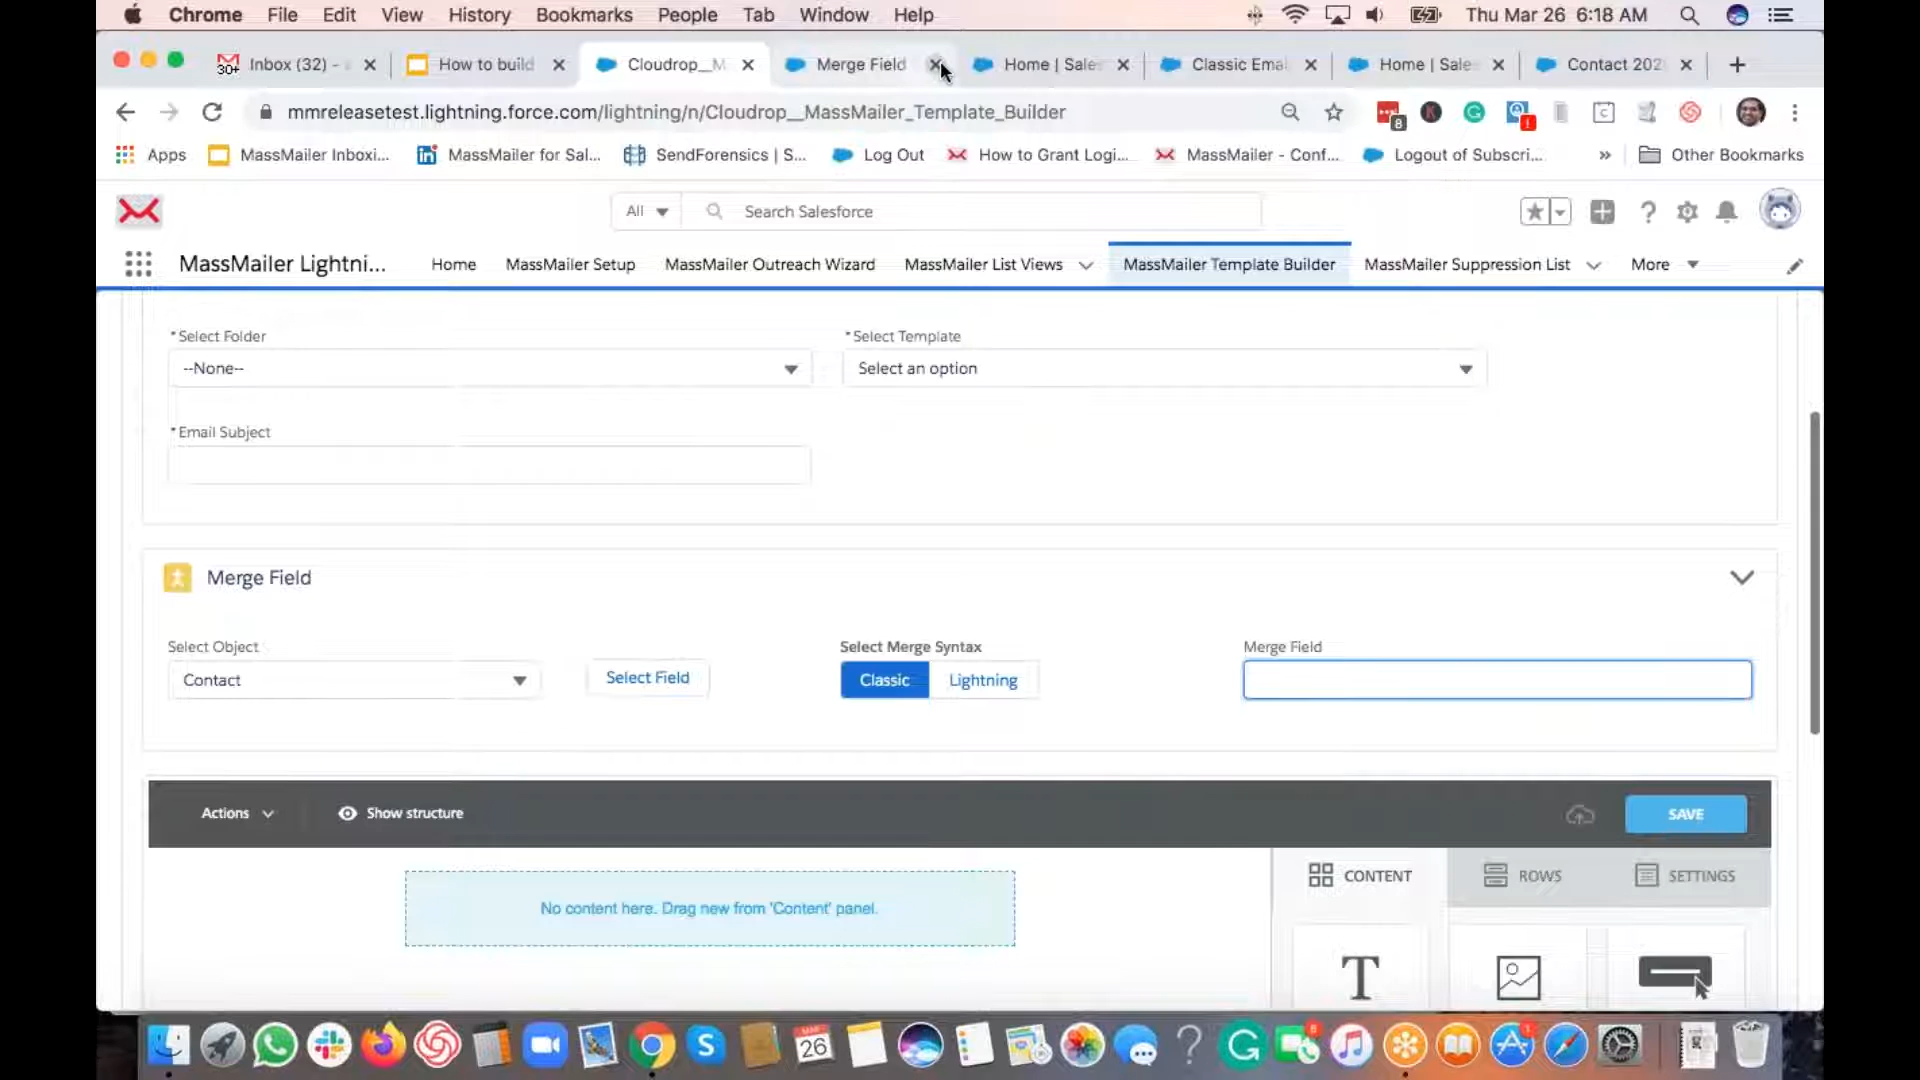 Chrome File Edit View History Bookmarks People Tab Window Help Thu Mar 26 6:18 AM
30+ Inbox (32) - How to build Cloudrop__M Merge Field Home | Sale Classic Emai Home | Sale Contact 202
mmreleasetest.lightning.force.com/lightning/n/Cloudrop__MassMailer_Template_Builder 8 1
Apps MassMailer Inboxi... MassMailer for Sal... SendForensics | S... Log Out How to Grant Logi... MassMailer - Conf... Logout of Subscri... » Other Bookmarks
All Search Salesforce
MassMailer Lightni... Home MassMailer Setup MassMailer Outreach Wizard MassMailer List Views MassMailer Template Builder MassMailer Suppression List More
*Select Folder *Select Template
--None-- Select an option
*Email Subject
Merge Field
Select Object Select Merge Syntax Merge Field
Contact Select Field Classic Lightning
Actions Show structure SAVE
CONTENT ROWS SETTINGS
No content here. Drag new from 'Content' panel.
MAR
26